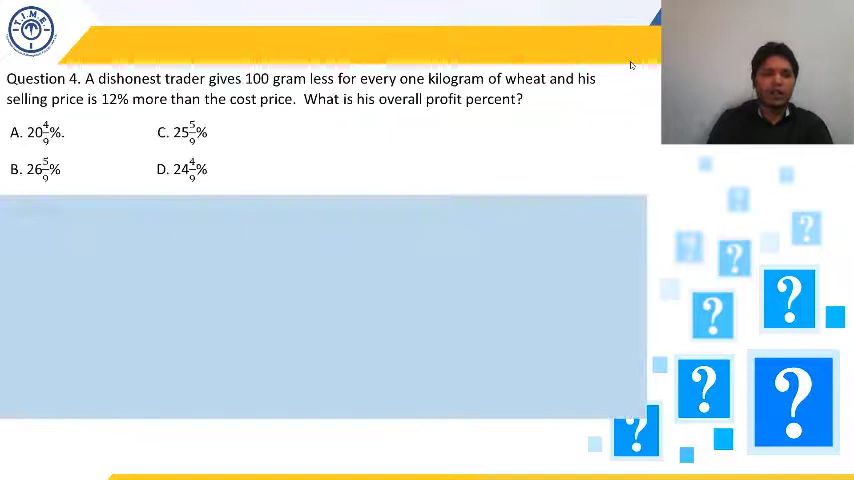 T.I.M.E.
Question 4. A dishonest trader gives 100 gram less for every one kilogram of wheat and his
selling price is 12% more than the cost price. What is his overall profit percent?
A. 20 4/9 %. C. 25 5/9 %
B. 26 5/9 % D. 24 4/9 %
? ? ? ? ? ? ? ? ?